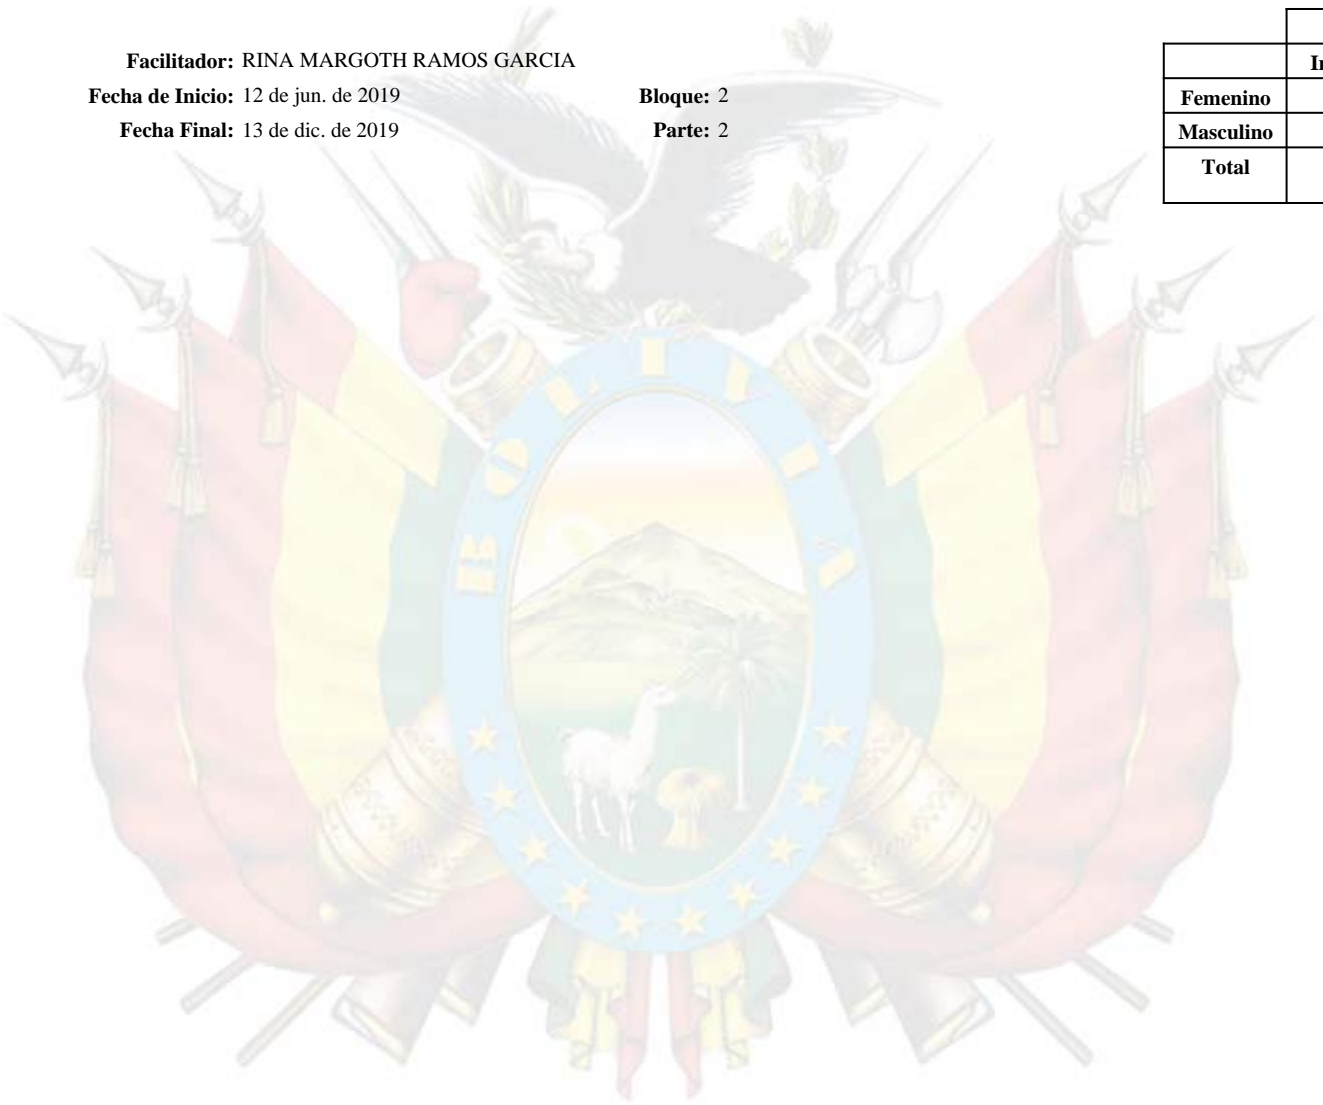 Facilitador: RINA MARGOTH RAMOS GARCIA
Fecha de Inicio: 12 de jun. de 2019 Bloque: 2
Fecha Final: 13 de dic. de 2019 Parte: 2
Femenino
Masculino
Total
BOLIVIA